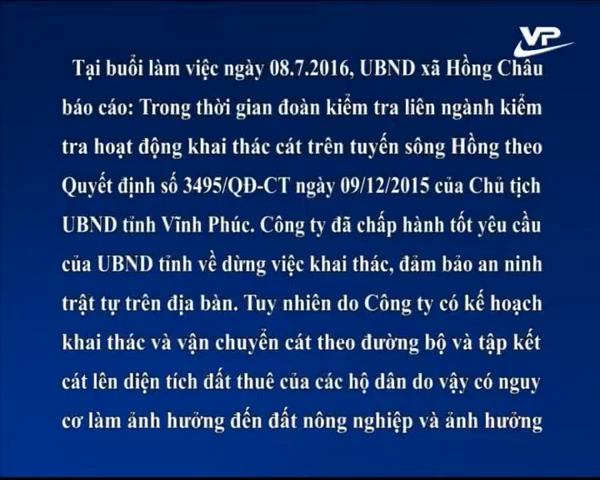 VP
Tại buổi làm việc ngày 08.7.2016, UBND xã Hồng Châu
báo cáo: Trong thời gian đoàn kiểm tra liên ngành kiểm
tra hoạt động khai thác cát trên tuyến sông Hồng theo
Quyết định số 3495/QĐ-CT ngày 09/12/2015 của Chủ tịch
UBND tỉnh Vĩnh Phúc. Công ty đã chấp hành tốt yêu cầu
của UBND tỉnh về dừng việc khai thác, đảm bảo an ninh
trật tự trên địa bàn. Tuy nhiên do Công ty có kế hoạch
khai thác và vận chuyển cát theo đường bộ và tập kết
cát lên diện tích đất thuê của các hộ dân do vậy có nguy
cơ làm ảnh hưởng đến đất nông nghiệp và ảnh hưởng